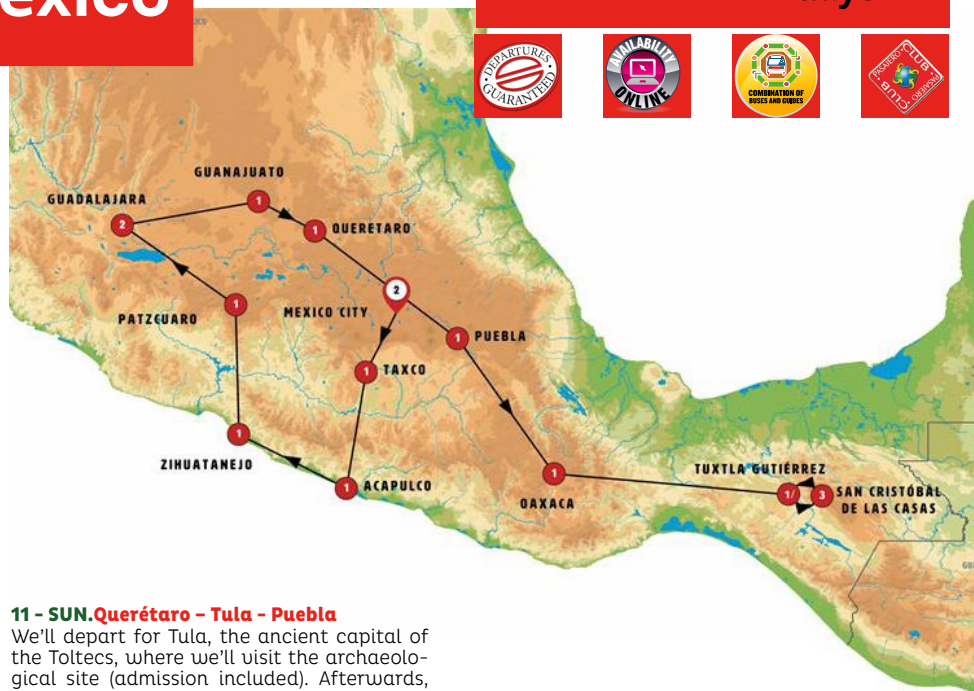 exico
DEPARTURES
GUARANTEED
AVAILABILITY
ONLINE
COMBINATION OF
BUSES AND GUIDES
PASAJERO CLUB
PASAJERO CLUB
GUANAJUATO
GUADALAJARA
1
2
1
QUERETARO
2
MEXICO CITY
1
PATZCUARO
1
PUEBLA
1
TAXCO
1
ZIHUATANEJO
1
ACAPULCO
1
OAXACA
TUXTLA GUTIÉRREZ
1/
3
SAN CRISTÓBAL
DE LAS CASAS
11 - SUN.Querétaro – Tula - Puebla
We’ll depart for Tula, the ancient capital of
the Toltecs, where we’ll visit the archaeolo-
gical site (admission included). Afterwards,